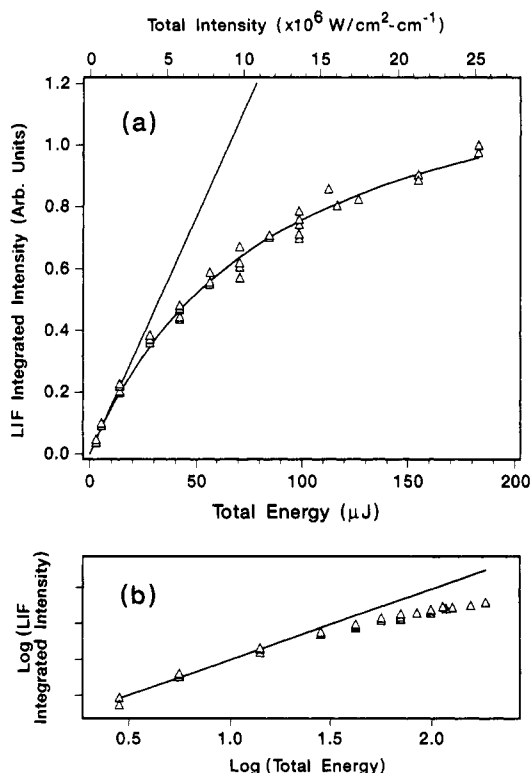 Total Intensity (x10⁶ W/cm²-cm⁻¹)
0 5 10 15 20 25
1.2
(a)
1.0
0.8
0.6
0.4
0.2
0.0
LIF Integrated Intensity (Arb. Units)
0 50 100 150 200
Total Energy (μJ)
(b)
Log (LIF
Integrated Intensity)
0.5 1.0 1.5 2.0
Log (Total Energy)